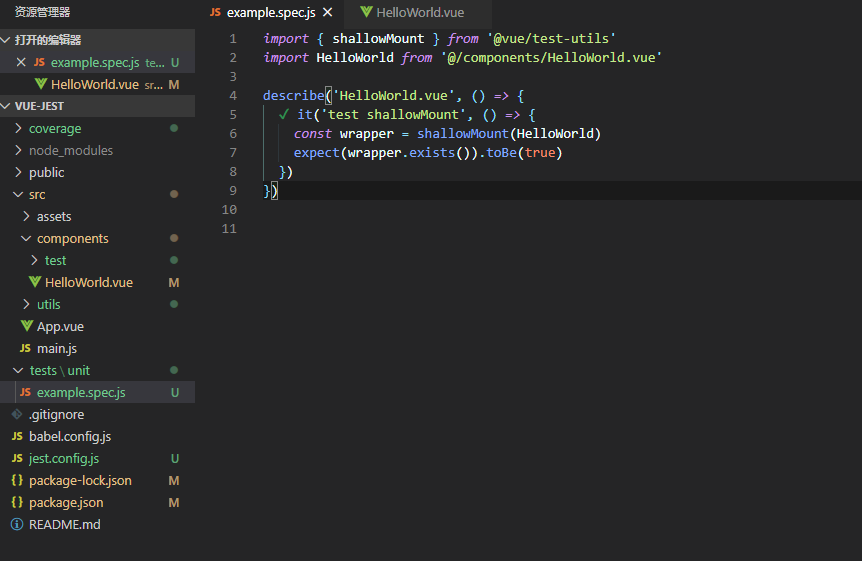 资源管理器
打开的编辑器
JS example.spec.js te... U
HelloWorld.vue sr... M
VUE-JEST
coverage
node_modules
public
src
assets
components
test
HelloWorld.vue M
utils
App.vue
JS main.js
tests \ unit
JS example.spec.js U
.gitignore
JS babel.config.js
JS jest.config.js U
{} package-lock.json M
{} package.json M
README.md
JS example.spec.js
HelloWorld.vue
1 import { shallowMount } from '@vue/test-utils'
2 import HelloWorld from '@/components/HelloWorld.vue'
3
4 describe('HelloWorld.vue', () => {
5 it('test shallowMount', () => {
6 const wrapper = shallowMount(HelloWorld)
7 expect(wrapper.exists()).toBe(true)
8 })
9 })
10
11